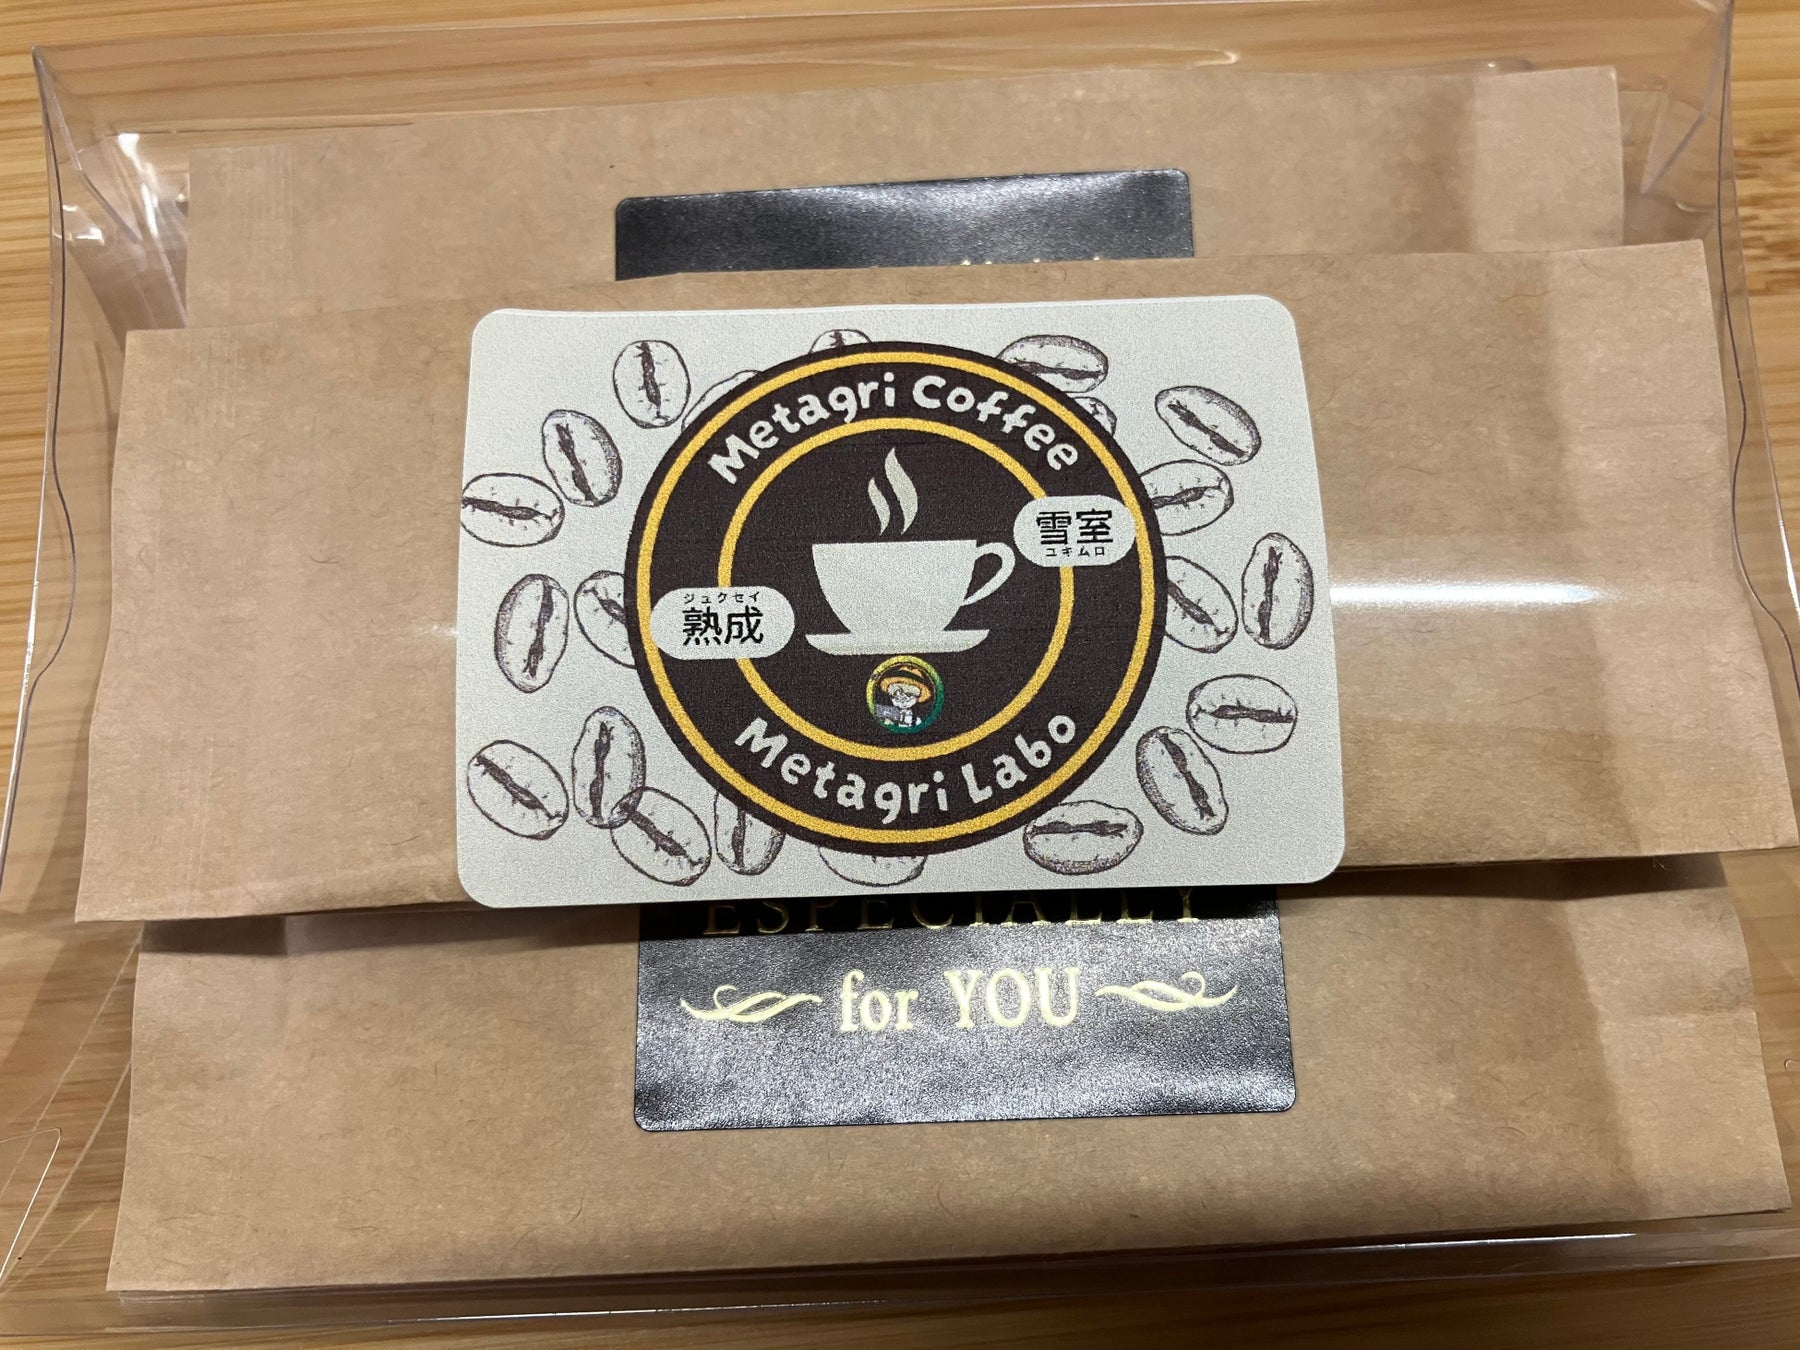 Metagri Coffee
雪室
ユキムロ
ジュクセイ
熟成
Metagri Labo
ESPECIALLY
for YOU